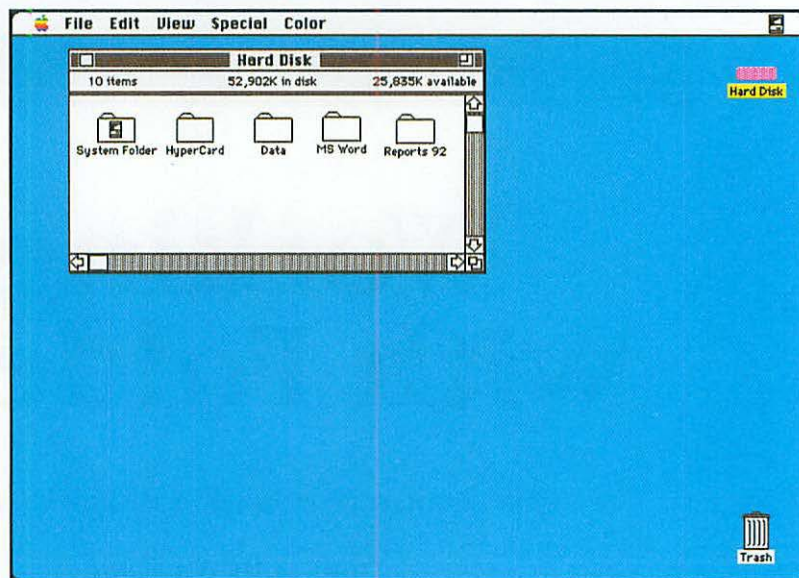 File Edit View Special Color
Hard Disk
10 items 52,902K in disk 25,835K available
System Folder HyperCard Data MS Word Reports 92
Hard Disk
Trash